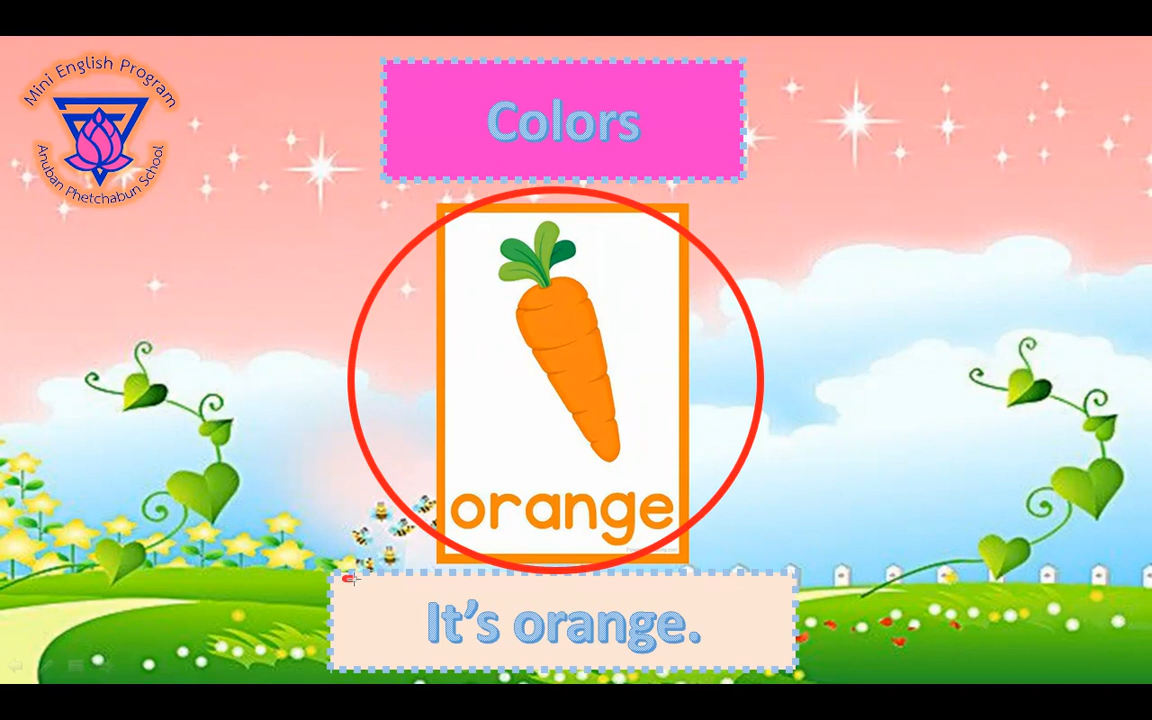 Mini English Program
Anuban Phetchabun School
Colors
orange
It's orange.